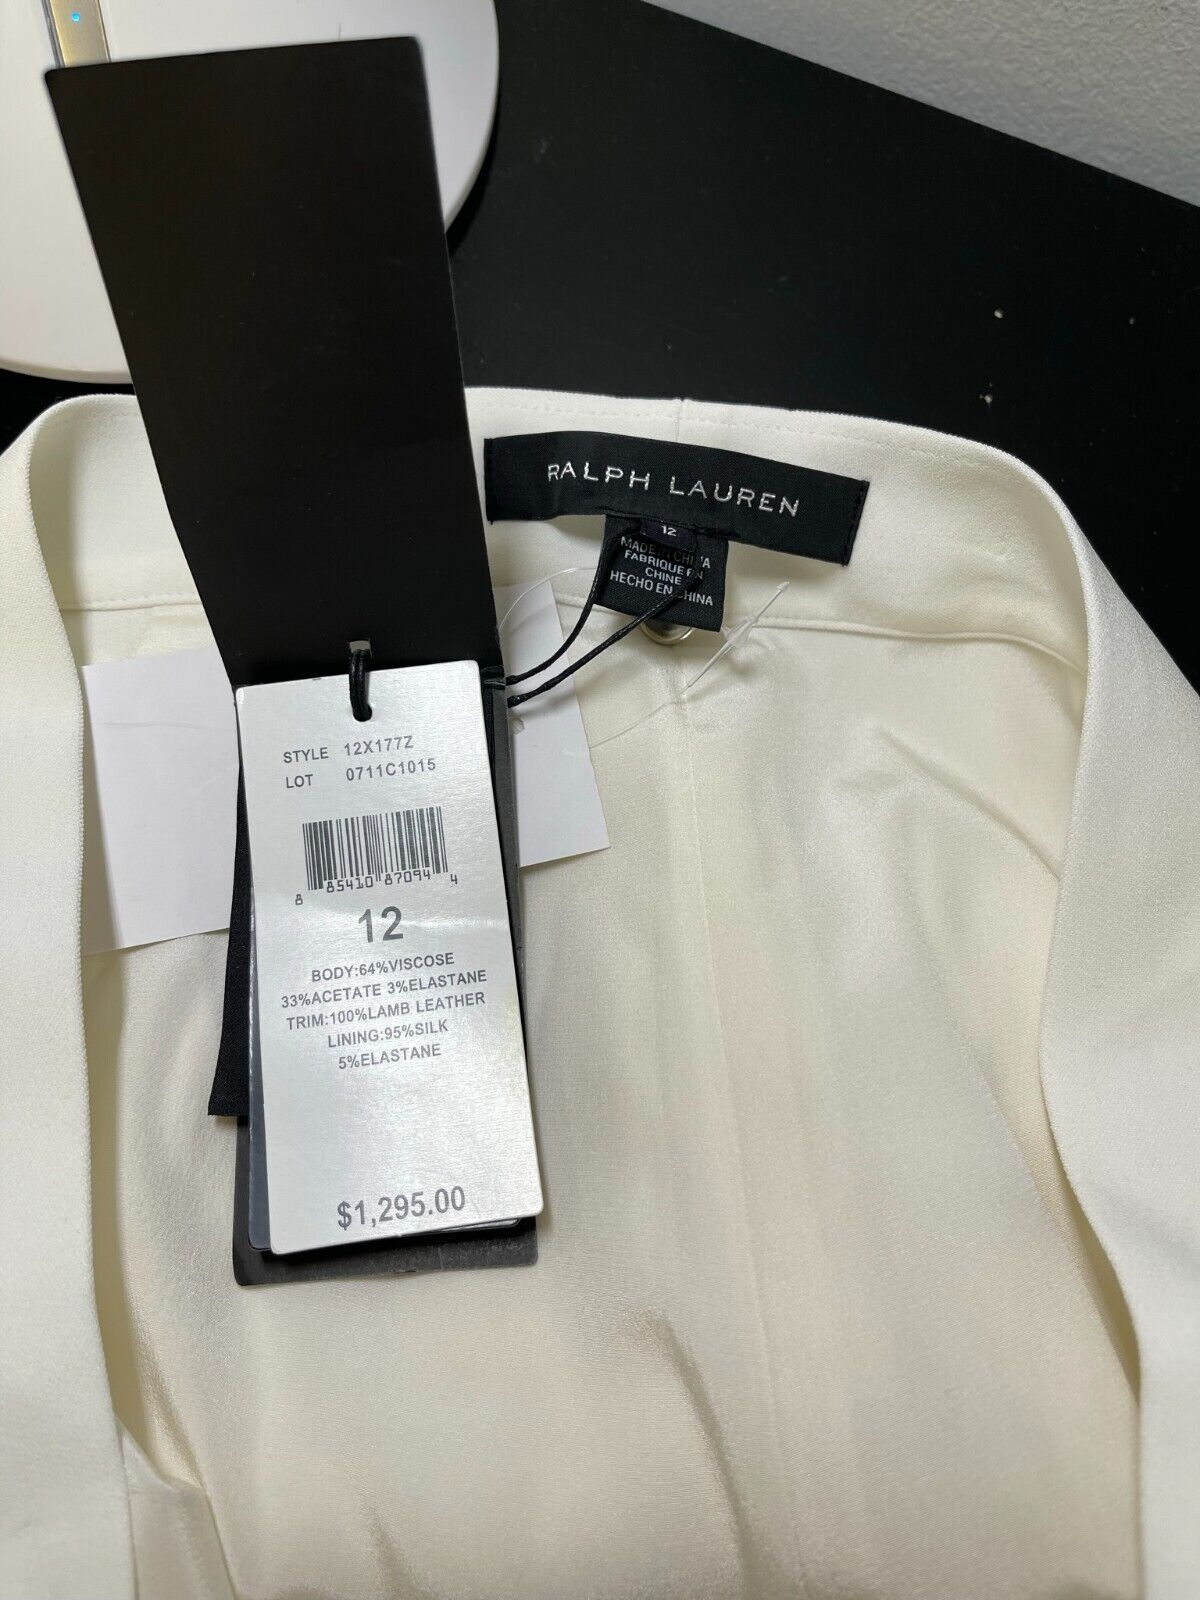 RALPH LAUREN
12
MADE IN CHINA
FABRIQUE EN
CHINE
HECHO EN CHINA
STYLE 12X177Z
LOT 0711C1015
8 85410 87094 4
12
BODY:64%VISCOSE
33%ACETATE 3%ELASTANE
TRIM:100%LAMB LEATHER
LINING:95%SILK
5%ELASTANE
$1,295.00